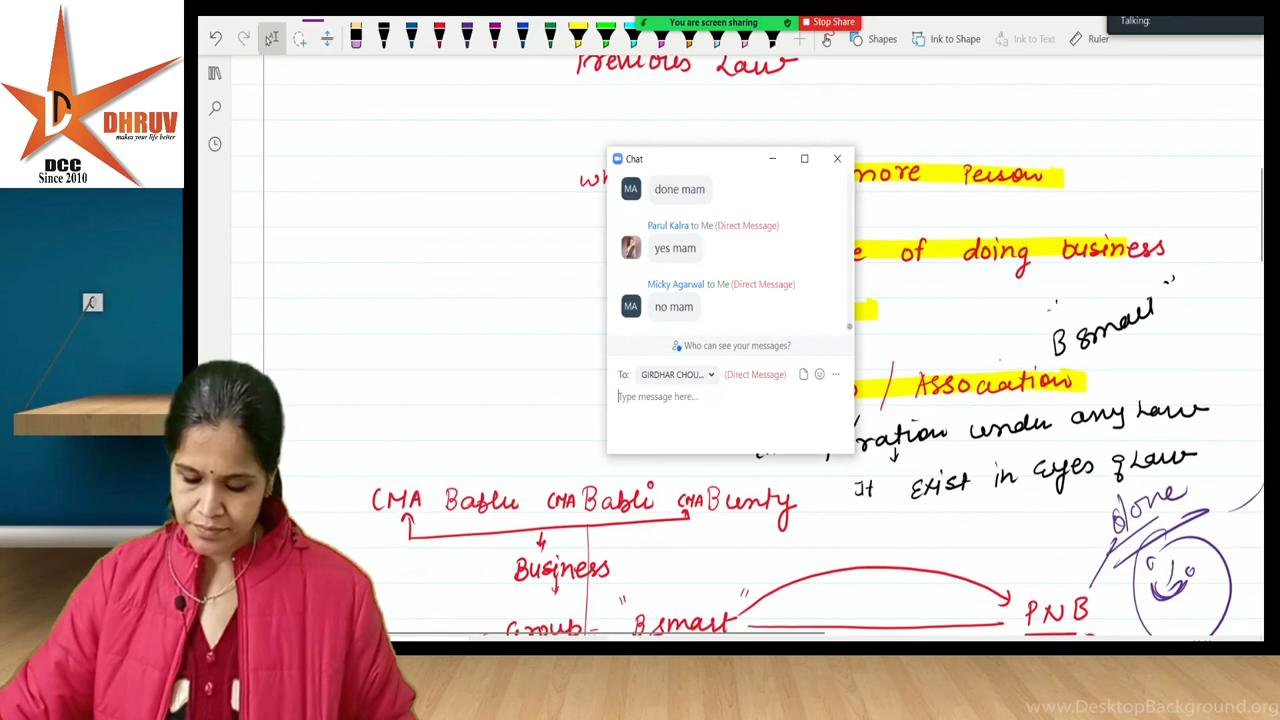 You are screen sharing
Stop Share
Talking:
Shapes
Ink to Shape
Ink to Text
Ruler
D
DHRUV
makes your life better
DCC
Since 2010
Previous Law
more Person
of doing business
"B smart"
/ Association
under any Law
It exist in Eyes of Law
Chat
MA
done mam
Parul Kalra to Me (Direct Message)
yes mam
Micky Agarwal to Me (Direct Message)
MA
no mam
Who can see your messages?
To: GIRDHAR CHOU... (Direct Message)
Type message here...
CMA Bablu CMA Babli CMA Bunty
done
Business
Group
"B smart"
PNB
www.DesktopBackground.org